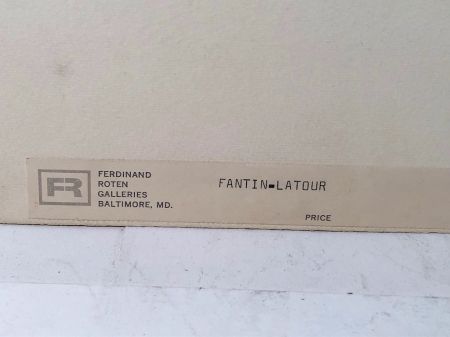 FR
FERDINAND
ROTEN
GALLERIES
BALTIMORE, MD.
FANTIN-LATOUR
PRICE